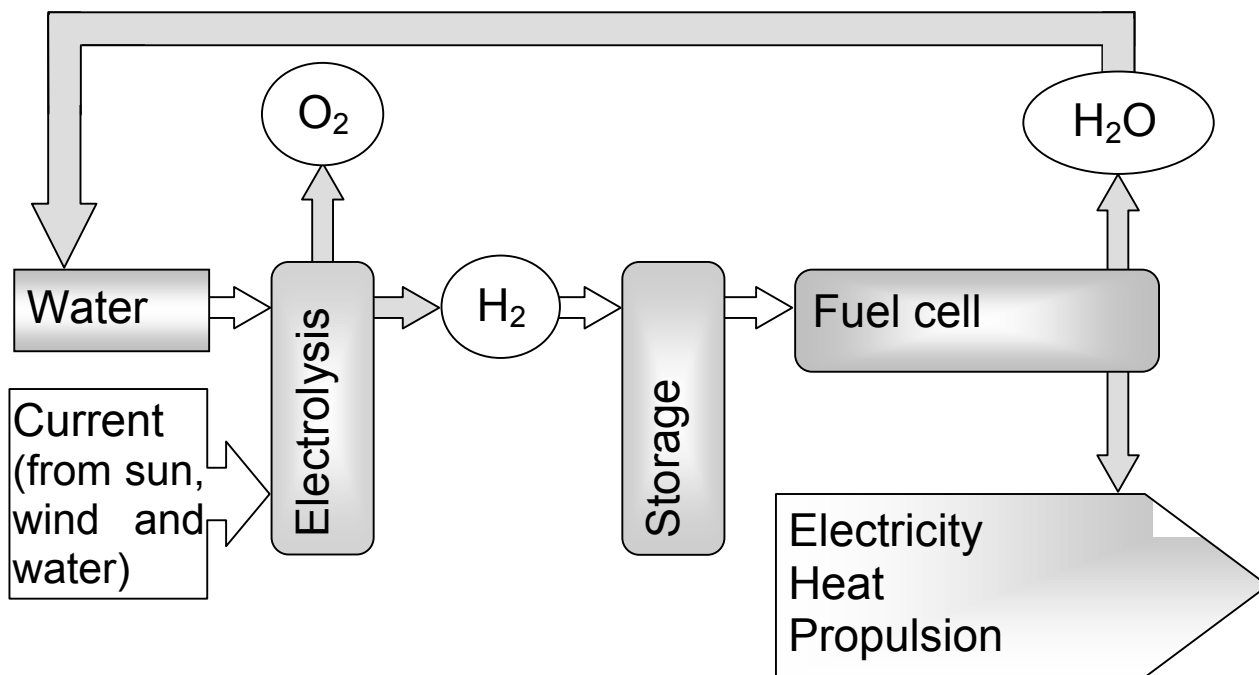 O₂
H₂O
Water
Electrolysis
H₂
Storage
Fuel cell
Current
(from sun,
wind and
water)
Electricity
Heat
Propulsion